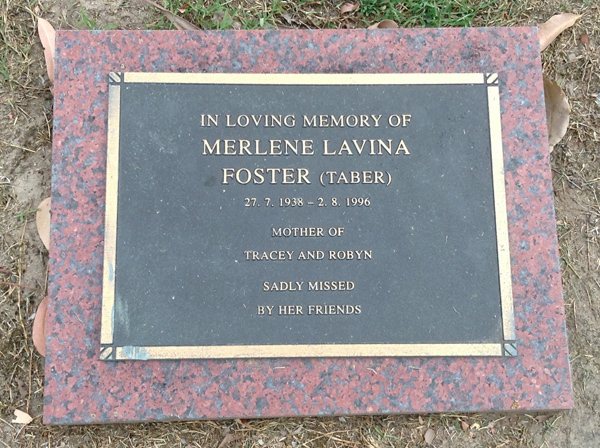 IN LOVING MEMORY OF
MERLENE LAVINA
FOSTER (TABER)
27. 7. 1938 – 2. 8. 1996
MOTHER OF
TRACEY AND ROBYN
SADLY MISSED
BY HER FRIENDS